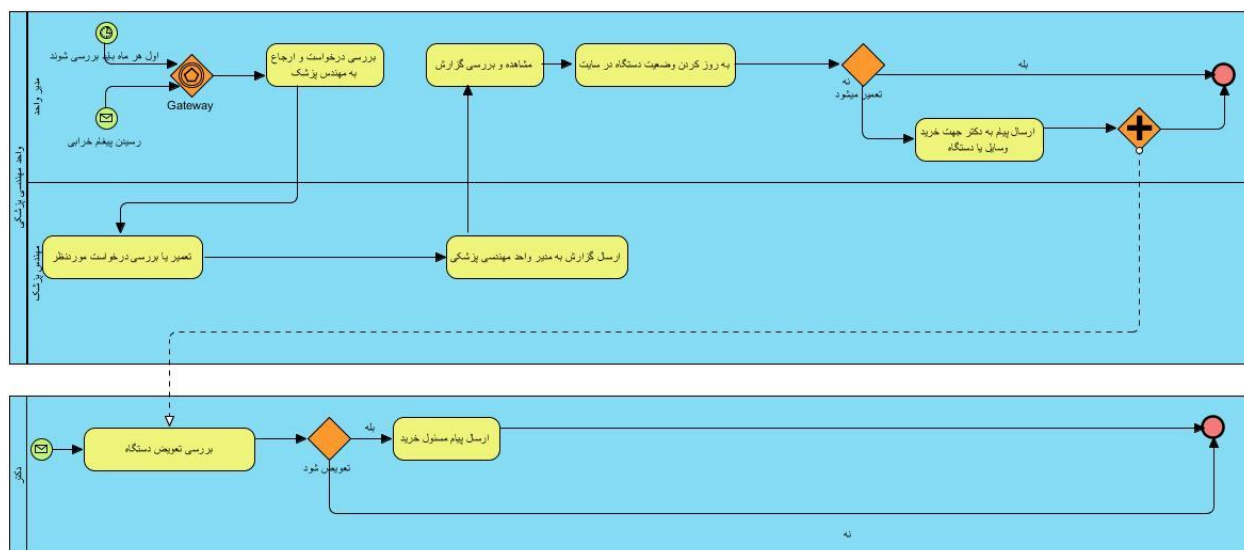 واحد مهندسی پزشکی
مدیر واحد
اول هر ماه باید بررسی شوند
رسیدن پیغام خرابی
Gateway
بررسی درخواست و ارجاع
به مهندس پزشک
مشاهده و بررسی گزارش
به روز کردن وضعیت دستگاه در سایت
بله
نه
تعمیر میشود
ارسال پیام به دکتر جهت خرید
وسایل یا دستگاه
مهندس پزشک
تعمیر یا بررسی درخواست موردنظر
ارسال گزارش به مدیر واحد مهندسی پزشکی
دکتر
بررسی تعویض دستگاه
تعویض شود
بله
ارسال پیام مسئول خرید
نه